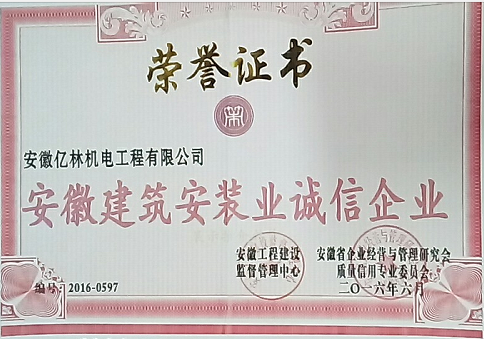 荣誉证书
荣
安徽亿林机电工程有限公司
安徽建筑安装业诚信企业
安徽工程建设
监督管理中心
安徽省企业经营与管理研究会
质量信用专业委员会
编号：2016-0597
二〇一六年六月